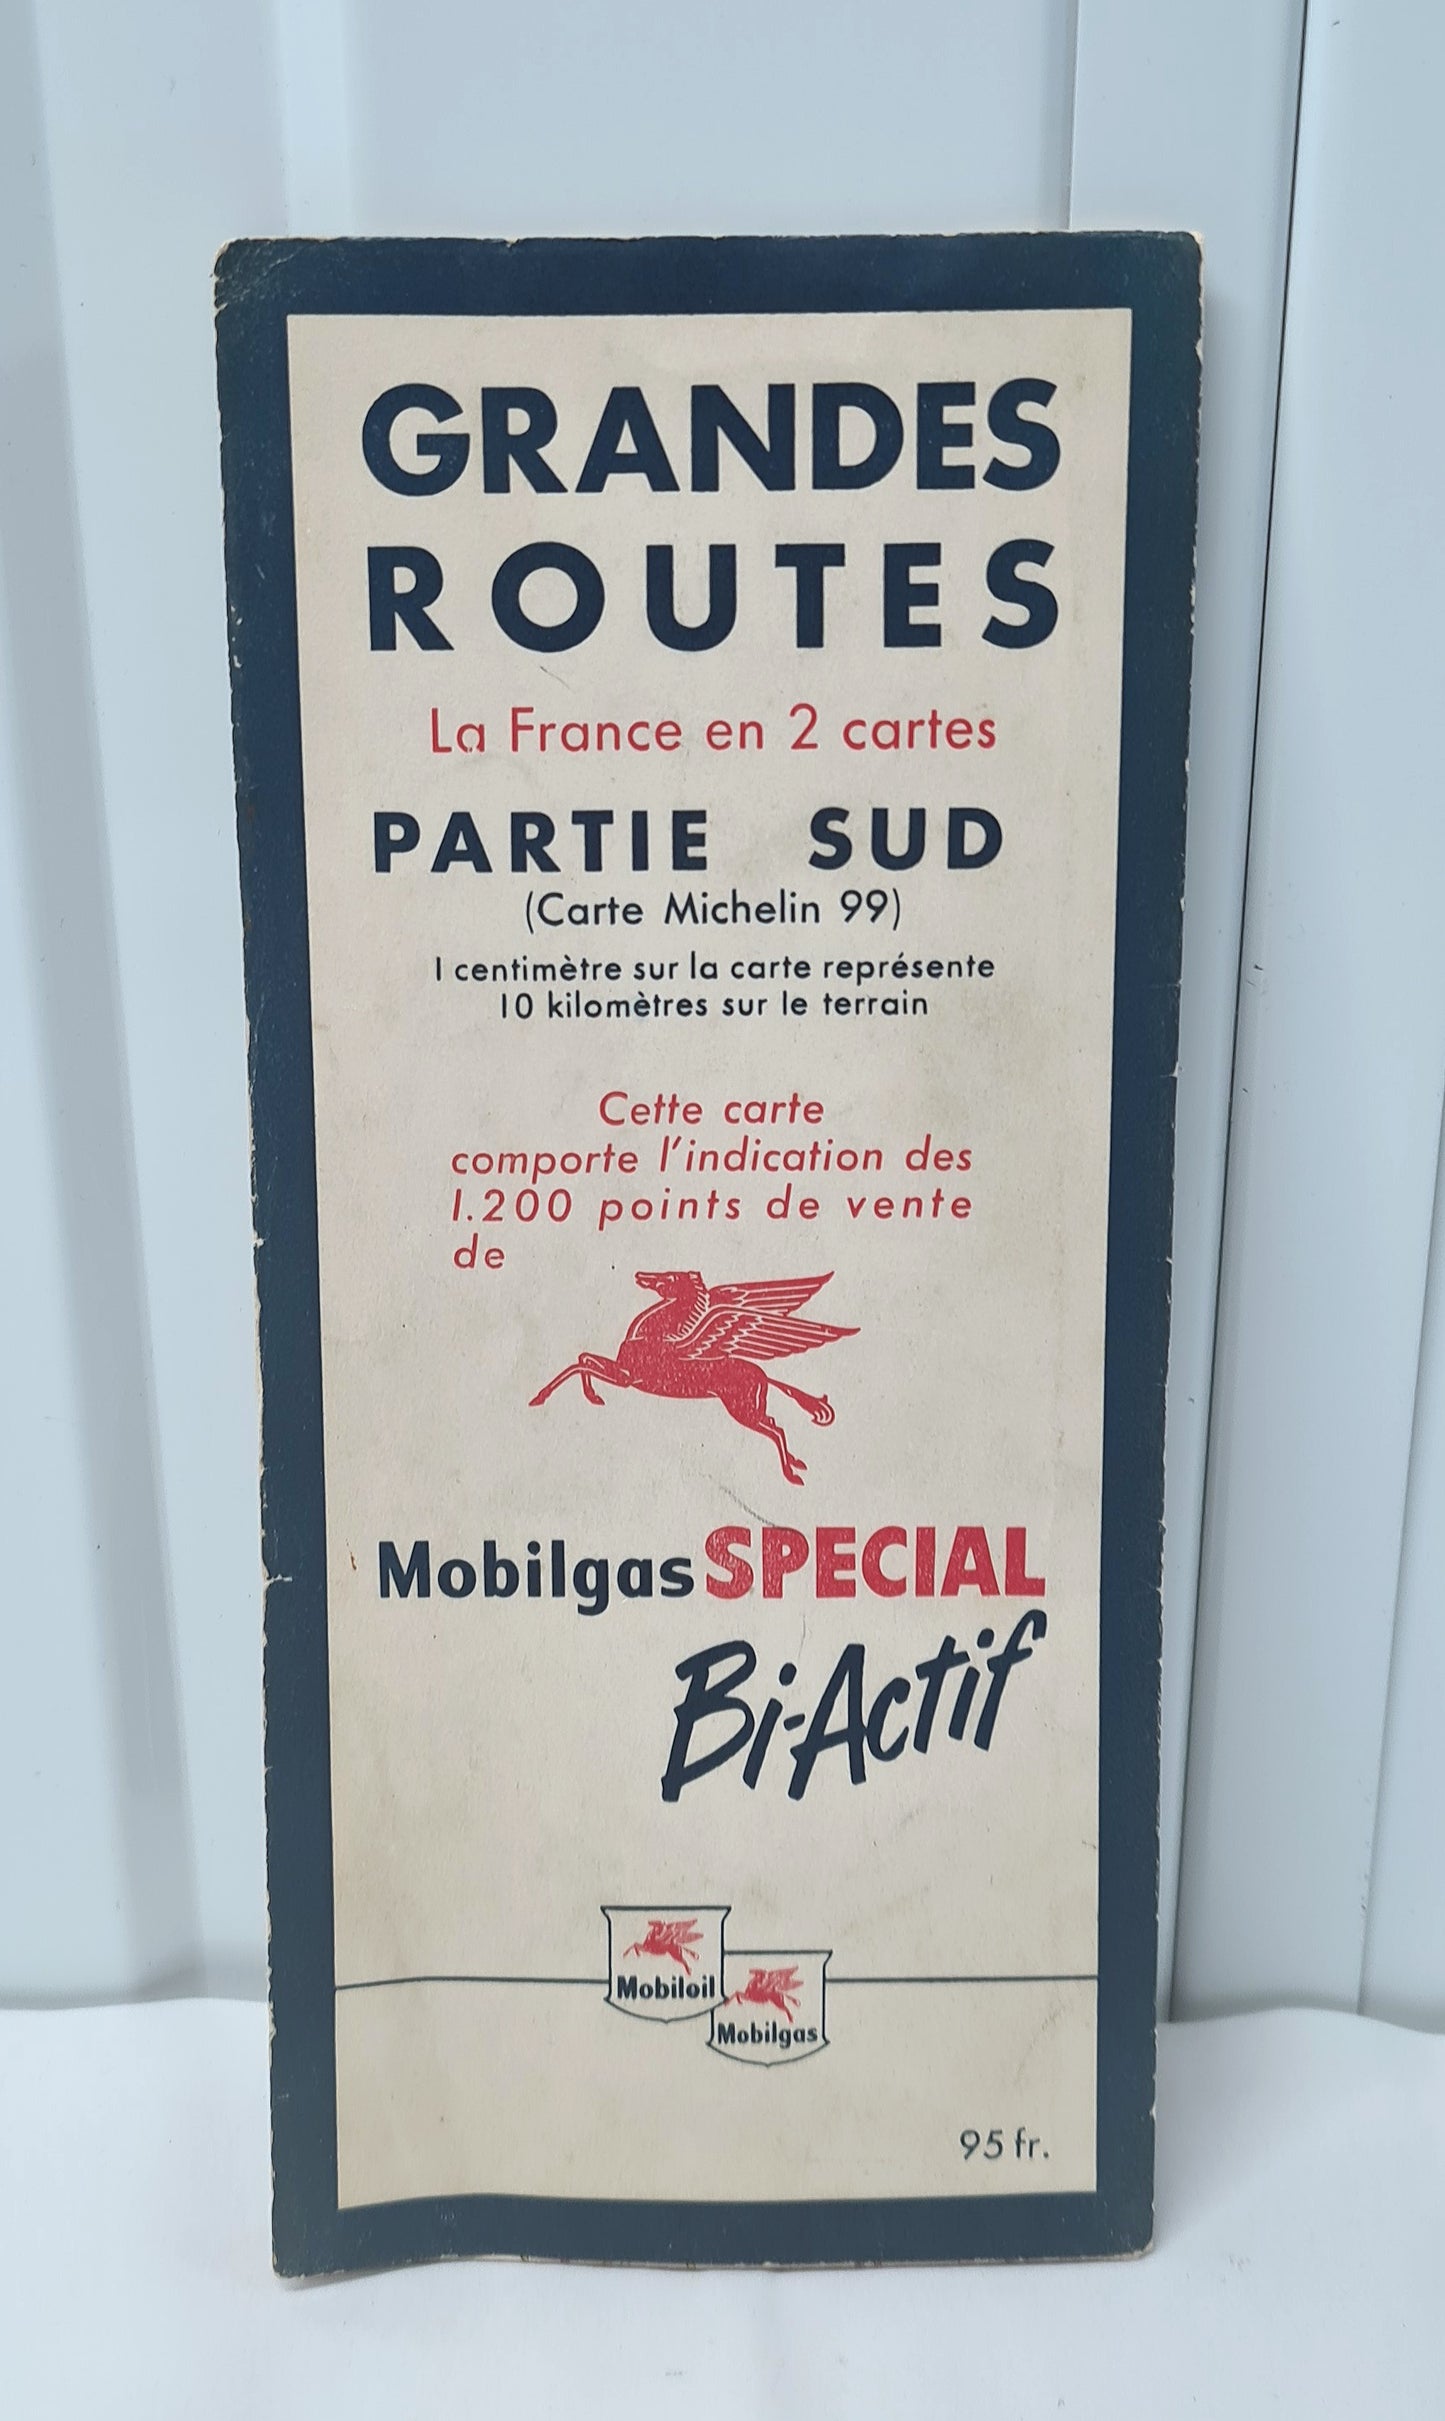 GRANDES
ROUTES
La France en 2 cartes
PARTIE SUD
(Carte Michelin 99)
1 centimètre sur la carte représente
10 kilomètres sur le terrain
Cette carte
comporte l'indication des
1.200 points de vente
de
Mobilgas SPECIAL
Bi-Actif
Mobiloil
Mobilgas
95 fr.